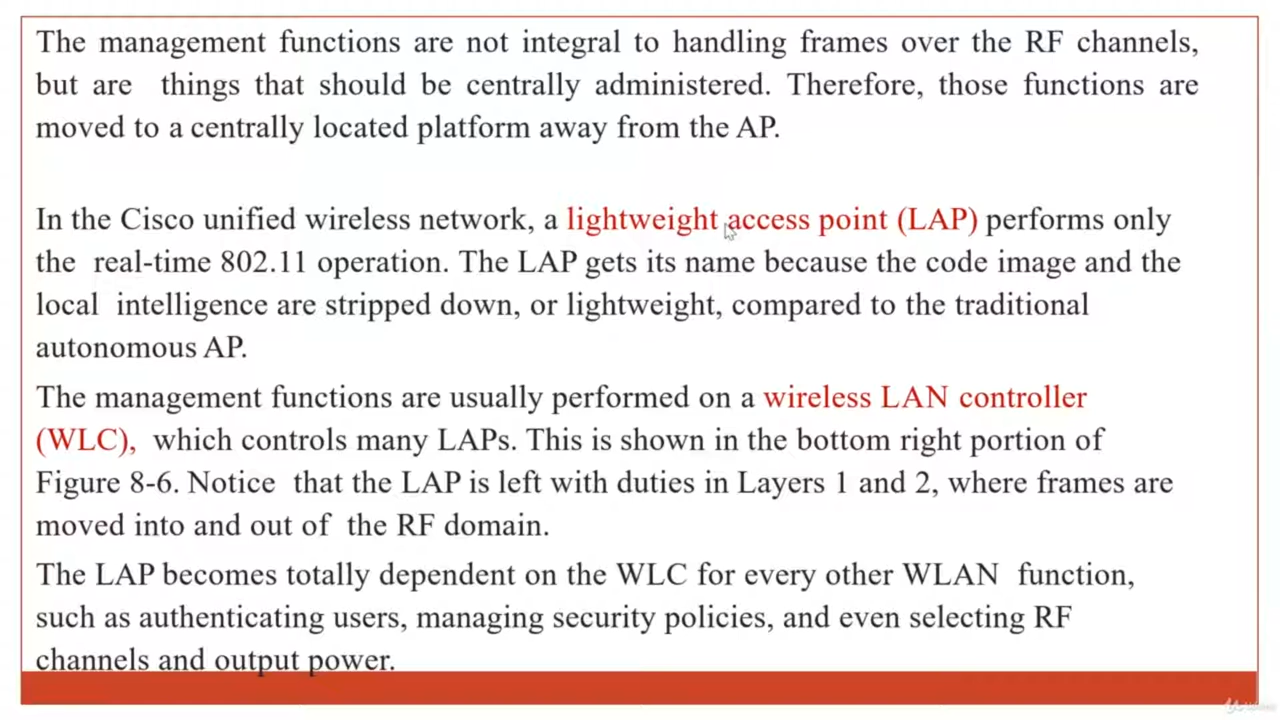 The management functions are not integral to handling frames over the RF channels,
but are things that should be centrally administered. Therefore, those functions are
moved to a centrally located platform away from the AP.
In the Cisco unified wireless network, a lightweight access point (LAP) performs only
the real-time 802.11 operation. The LAP gets its name because the code image and the
local intelligence are stripped down, or lightweight, compared to the traditional
autonomous AP.
The management functions are usually performed on a wireless LAN controller
(WLC), which controls many LAPs. This is shown in the bottom right portion of
Figure 8-6. Notice that the LAP is left with duties in Layers 1 and 2, where frames are
moved into and out of the RF domain.
The LAP becomes totally dependent on the WLC for every other WLAN function,
such as authenticating users, managing security policies, and even selecting RF
channels and output power.